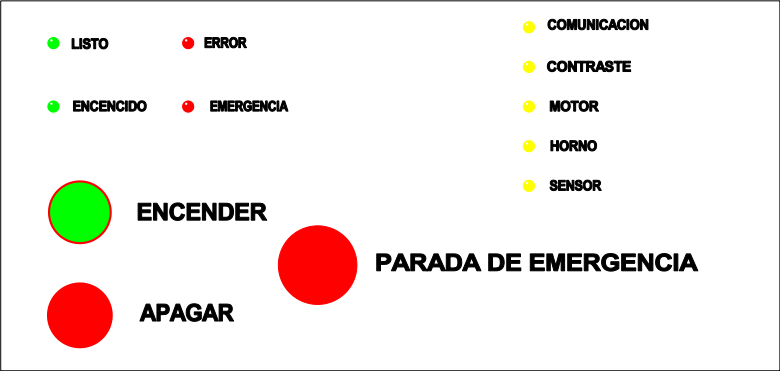 LISTO
ERROR
ENCENCIDO
EMERGENCIA
COMUNICACION
CONTRASTE
MOTOR
HORNO
SENSOR
ENCENDER
PARADA DE EMERGENCIA
APAGAR